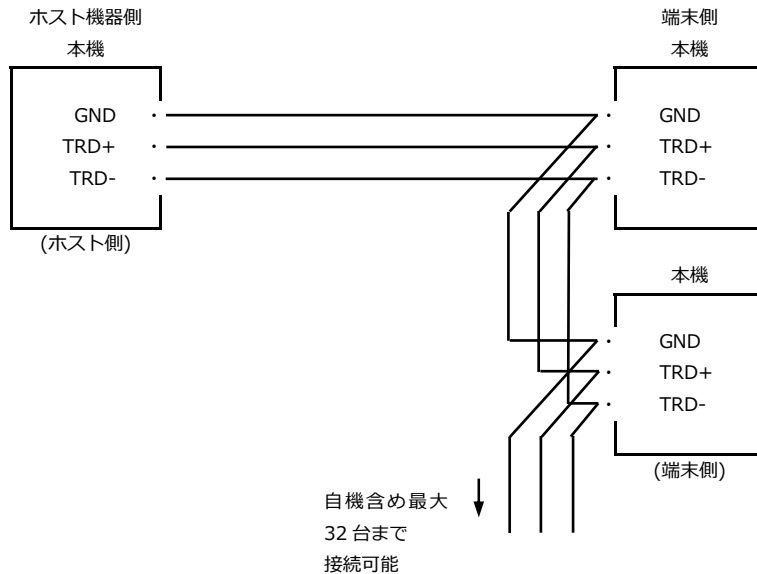 ホスト機器側
本機
GND
TRD+
TRD-
(ホスト側)
端末側
本機
GND
TRD+
TRD-
本機
GND
TRD+
TRD-
(端末側)
自機含め最大
32 台まで
接続可能